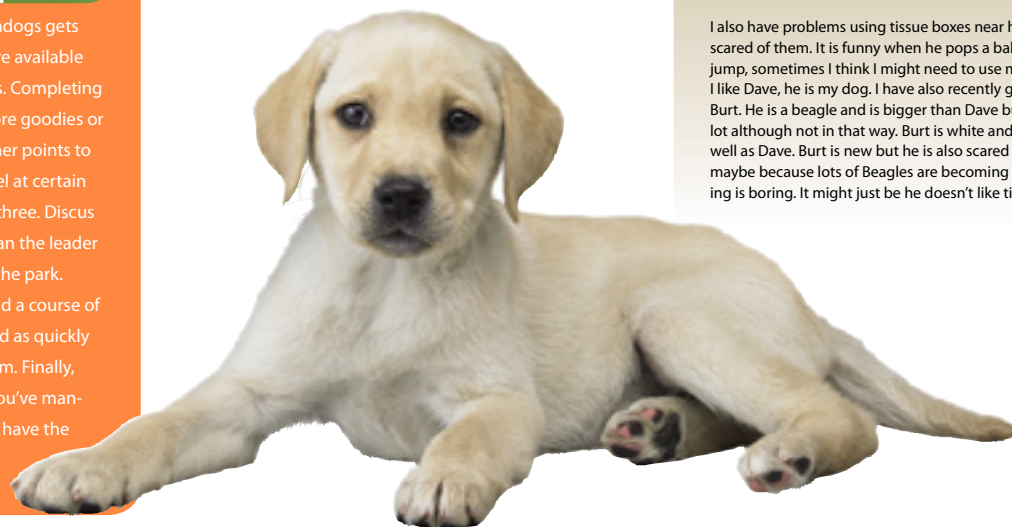 dogs gets
re available
s. Completing
re goodies or
er points to
el at certain
three. Discus
an the leader
he park.
d a course of
d as quickly
m. Finally,
ou've man-
have the
I also have problems using tissue boxes near h
scared of them. It is funny when he pops a bal
jump, sometimes I think I might need to use m
I like Dave, he is my dog. I have also recently g
Burt. He is a beagle and is bigger than Dave bu
lot although not in that way. Burt is white and
well as Dave. Burt is new but he is also scared
maybe because lots of Beagles are becoming
ing is boring. It might just be he doesn't like ti